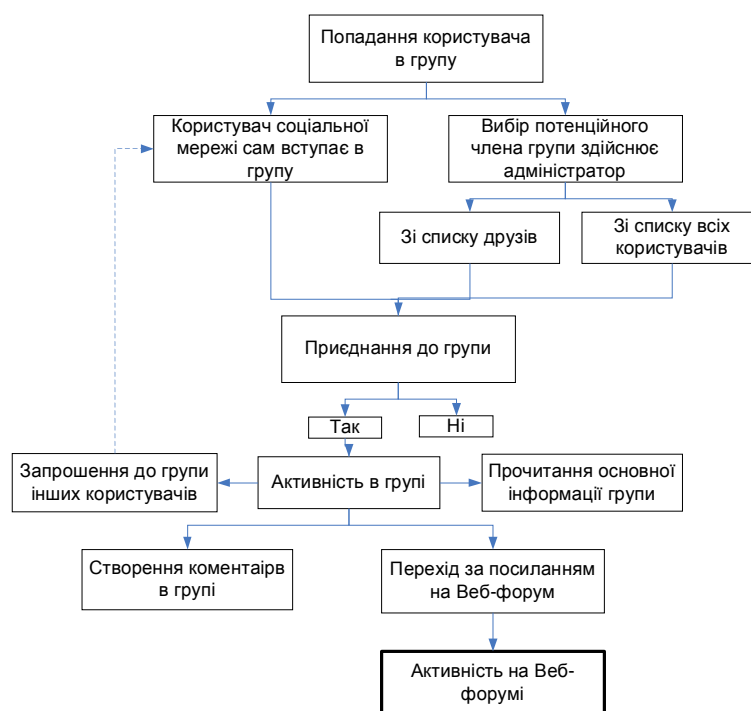 Попадання користувача
в групу
Користувач соціальної
мережі сам вступає в
групу
Вибір потенційного
члена групи здійснює
адміністратор
Зі списку друзів
Зі списку всіх
користувачів
Приєднання до групи
Так
Ні
Запрошення до групи
інших користувачів
Активність в групі
Прочитання основної
інформації групи
Створення коментаірв
в групі
Перехід за посиланням
на Веб-форум
Активність на Веб-
форумі